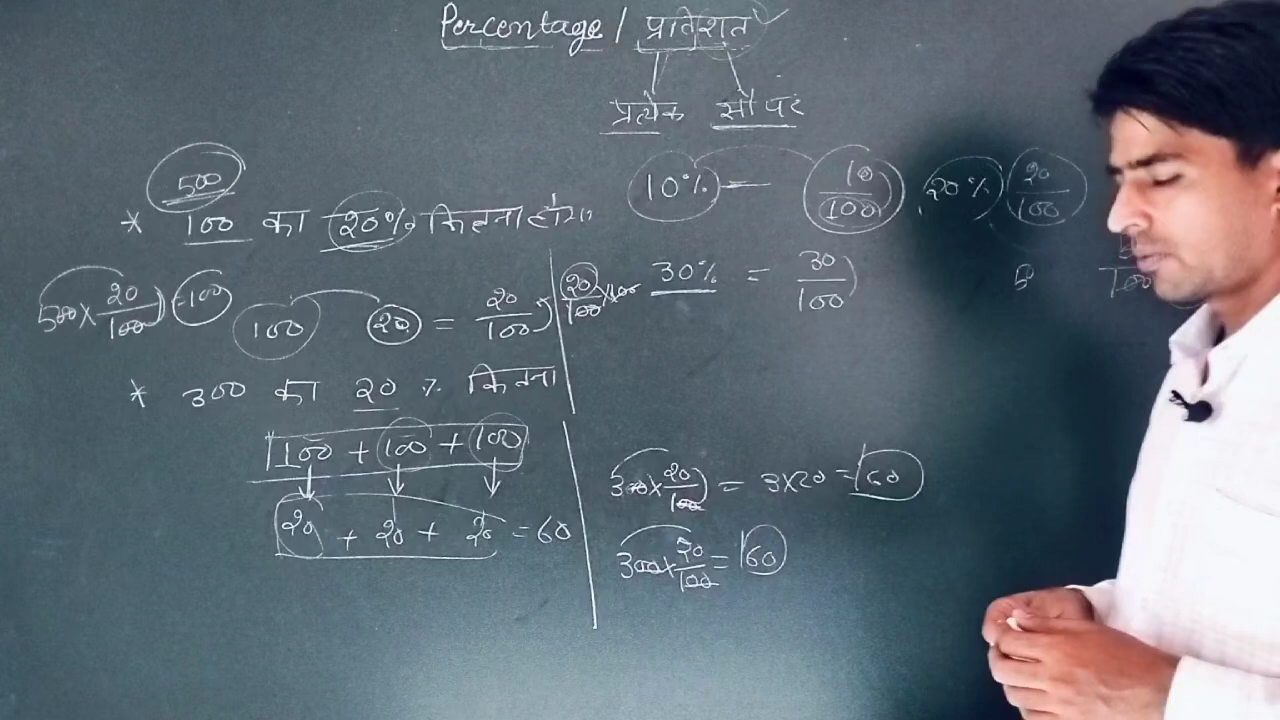 Percentage / प्रतिशत
प्रत्येक सौ पर
500
* 100 का 20% कितना होगा
10% = 10/100 20% 20/100
30% = 30/100
500 × 20/100 = 100
100 20 = 20/100
20/100 × 100
* 300 का 20 % कितना
100 + 100 + 100
20 + 20 + 20 = 60
300 × 20/100 = 3 × 20 = 60
300 × 20/100 = 60